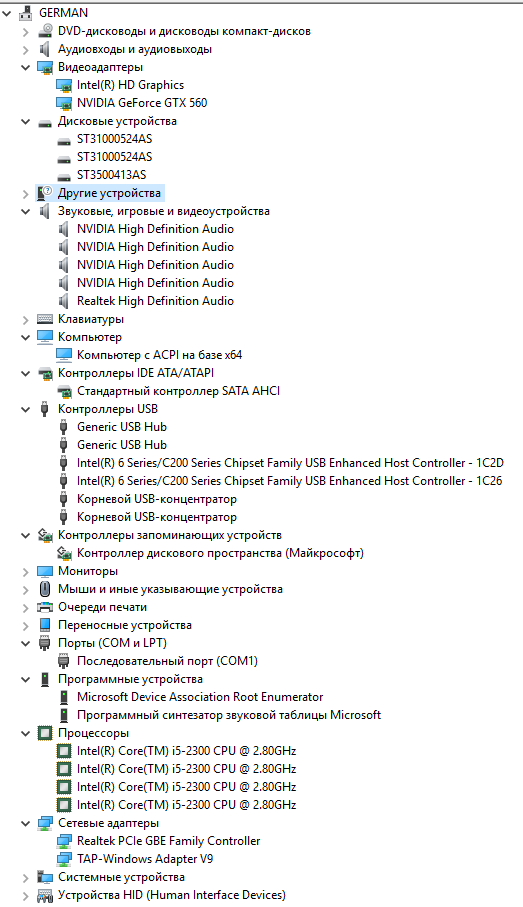 GERMAN
DVD-дисководы и дисководы компакт-дисков
Аудиовходы и аудиовыходы
Видеоадаптеры
Intel(R) HD Graphics
NVIDIA GeForce GTX 560
Дисковые устройства
ST31000524AS
ST31000524AS
ST3500413AS
Другие устройства
Звуковые, игровые и видеоустройства
NVIDIA High Definition Audio
NVIDIA High Definition Audio
NVIDIA High Definition Audio
NVIDIA High Definition Audio
Realtek High Definition Audio
Клавиатуры
Компьютер
Компьютер с ACPI на базе x64
Контроллеры IDE ATA/ATAPI
Стандартный контроллер SATA AHCI
Контроллеры USB
Generic USB Hub
Generic USB Hub
Intel(R) 6 Series/C200 Series Chipset Family USB Enhanced Host Controller - 1C2D
Intel(R) 6 Series/C200 Series Chipset Family USB Enhanced Host Controller - 1C26
Корневой USB-концентратор
Корневой USB-концентратор
Контроллеры запоминающих устройств
Контроллер дискового пространства (Майкрософт)
Мониторы
Мыши и иные указывающие устройства
Очереди печати
Переносные устройства
Порты (COM и LPT)
Последовательный порт (COM1)
Программные устройства
Microsoft Device Association Root Enumerator
Программный синтезатор звуковой таблицы Microsoft
Процессоры
Intel(R) Core(TM) i5-2300 CPU @ 2.80GHz
Intel(R) Core(TM) i5-2300 CPU @ 2.80GHz
Intel(R) Core(TM) i5-2300 CPU @ 2.80GHz
Intel(R) Core(TM) i5-2300 CPU @ 2.80GHz
Сетевые адаптеры
Realtek PCIe GBE Family Controller
TAP-Windows Adapter V9
Системные устройства
Устройства HID (Human Interface Devices)